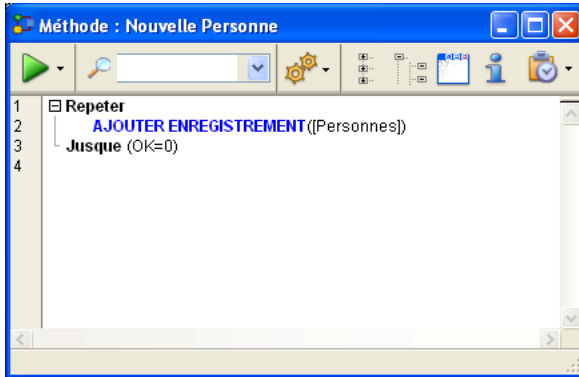 Méthode : Nouvelle Personne
1 Repeter
2 AJOUTER ENREGISTREMENT([Personnes])
3 Jusque (OK=0)
4